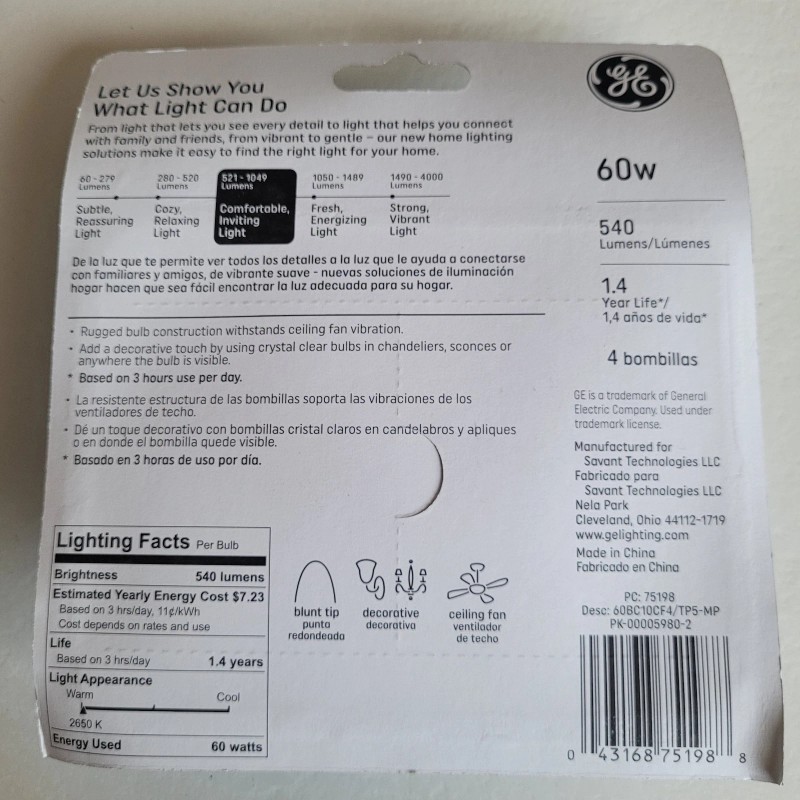 Let Us Show You
What Light Can Do
From light that lets you see every detail to light that helps you connect
with family and friends, from vibrant to gentle – our new home lighting
solutions make it easy to find the right light for your home.
60 - 279
Lumens
Subtle,
Reassuring
Light
280 - 520
Lumens
Cozy,
Relaxing
Light
521 - 1049
Lumens
Comfortable,
Inviting
Light
1050 - 1489
Lumens
Fresh,
Energizing
Light
1490 - 4000
Lumens
Strong,
Vibrant
Light
De la luz que te permite ver todos los detalles a la luz que le ayuda a conectarse
con familiares y amigos, de vibrante suave - nuevas soluciones de iluminación
hogar hacen que sea fácil encontrar la luz adecuada para su hogar.
• Rugged bulb construction withstands ceiling fan vibration.
• Add a decorative touch by using crystal clear bulbs in chandeliers, sconces or
anywhere the bulb is visible.
* Based on 3 hours use per day.
• La resistente estructura de las bombillas soporta las vibraciones de los
ventiladores de techo.
• Dé un toque decorativo con bombillas cristal claros en candelabros y apliques
o en donde el bombilla quede visible.
* Basado en 3 horas de uso por día.
Lighting Facts Per Bulb
Brightness 540 lumens
Estimated Yearly Energy Cost $7.23
Based on 3 hrs/day, 11¢/kWh
Cost depends on rates and use
Life
Based on 3 hrs/day 1.4 years
Light Appearance
Warm Cool
2650 K
Energy Used 60 watts
blunt tip
punta
redondeada
decorative
decorativa
ceiling fan
ventilador
de techo
GE
60w
540
Lumens/Lúmenes
1.4
Year Life*/
1,4 años de vida*
4 bombillas
GE is a trademark of General
Electric Company. Used under
trademark license.
Manufactured for
Savant Technologies LLC
Fabricado para
Savant Technologies LLC
Nela Park
Cleveland, Ohio 44112-1719
www.gelighting.com
Made in China
Fabricado en China
PC: 75198
Desc: 60BC10CF4/TP5-MP
PK-00005980-2
0 43168 75198 8